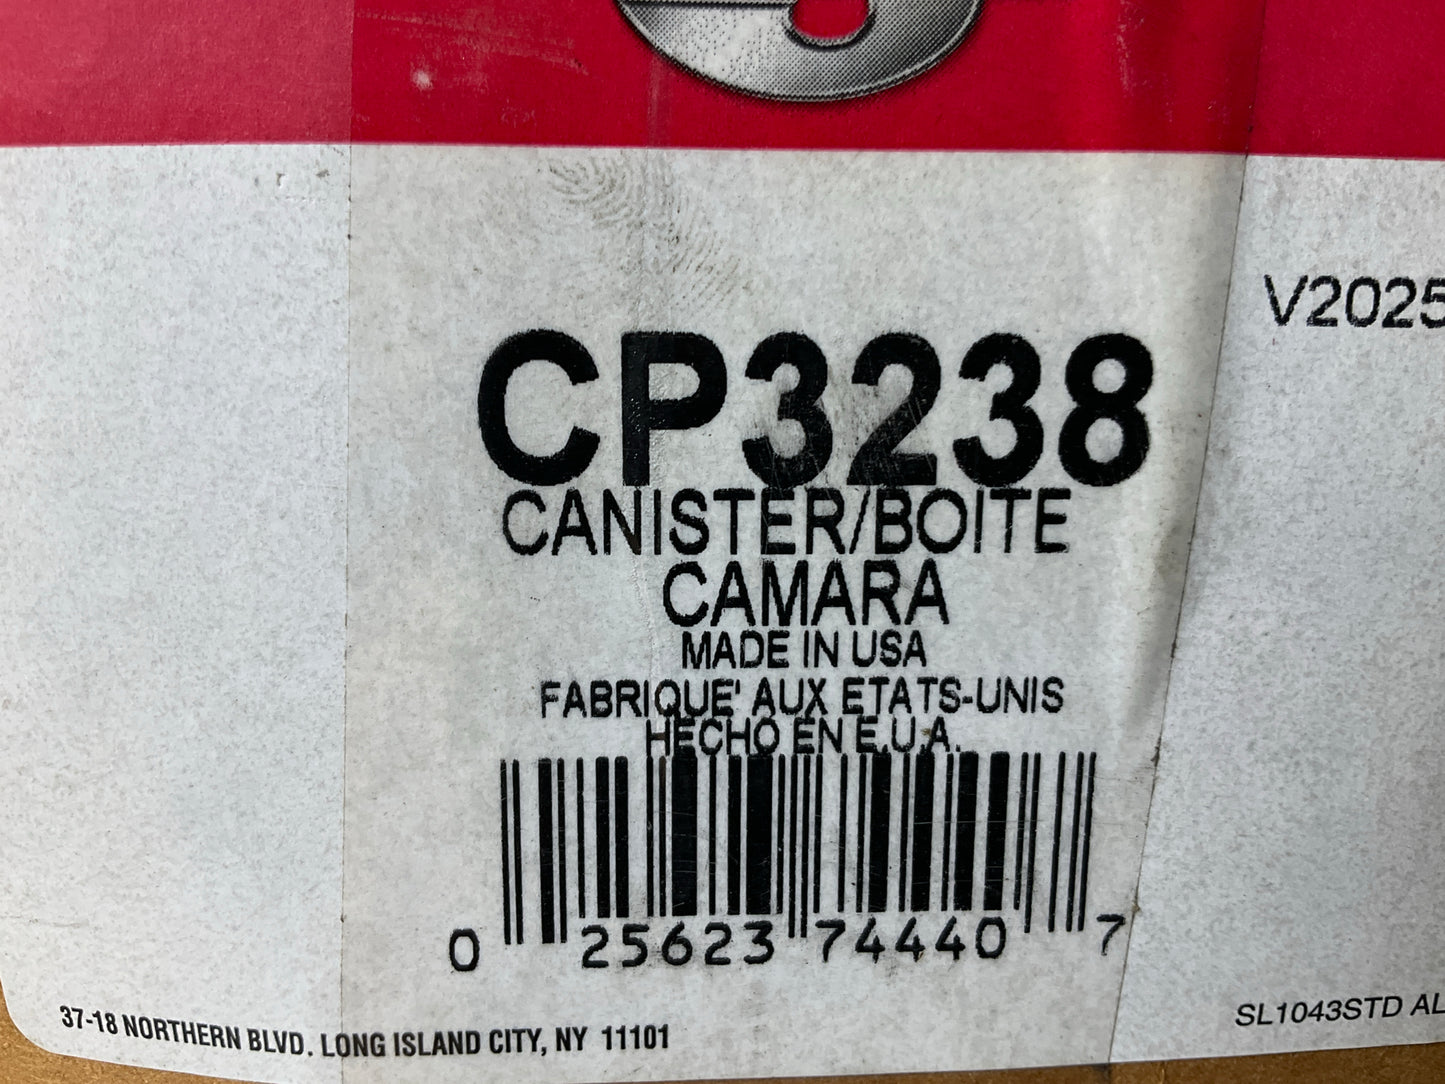 V2025
CP3238
CANISTER/BOITE
CAMARA
MADE IN USA
FABRIQUE' AUX ETATS-UNIS
HECHO EN E.U.A.
0 25623 74440 7
37-18 NORTHERN BLVD. LONG ISLAND CITY, NY 11101
SL1043STD AL